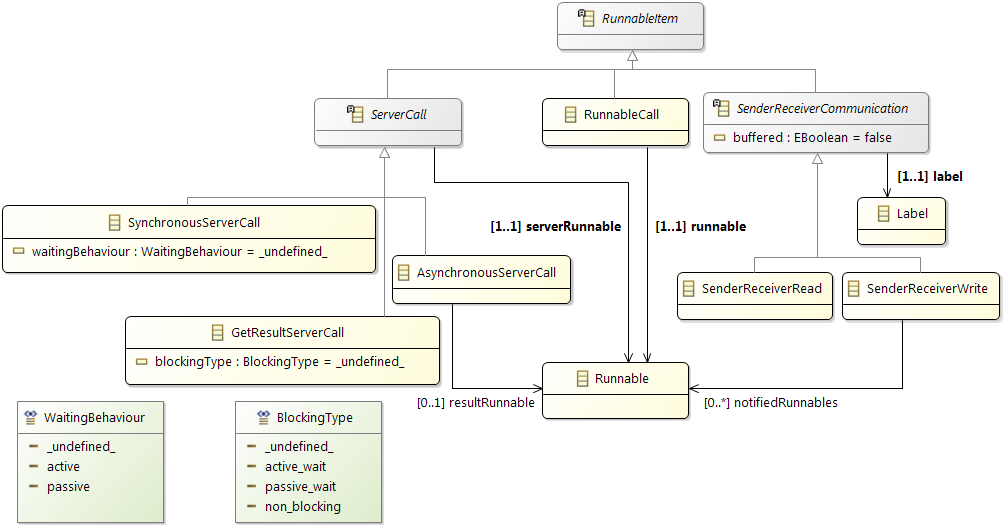 RunnableItem
ServerCall
RunnableCall
SenderReceiverCommunication
buffered : EBoolean = false
[1..1] label
Label
SynchronousServerCall
waitingBehaviour : WaitingBehaviour = _undefined_
[1..1] serverRunnable
[1..1] runnable
AsynchronousServerCall
SenderReceiverRead
SenderReceiverWrite
GetResultServerCall
blockingType : BlockingType = _undefined_
Runnable
[0..1] resultRunnable
[0..*] notifiedRunnables
WaitingBehaviour
_undefined_
active
passive
BlockingType
_undefined_
active_wait
passive_wait
non_blocking